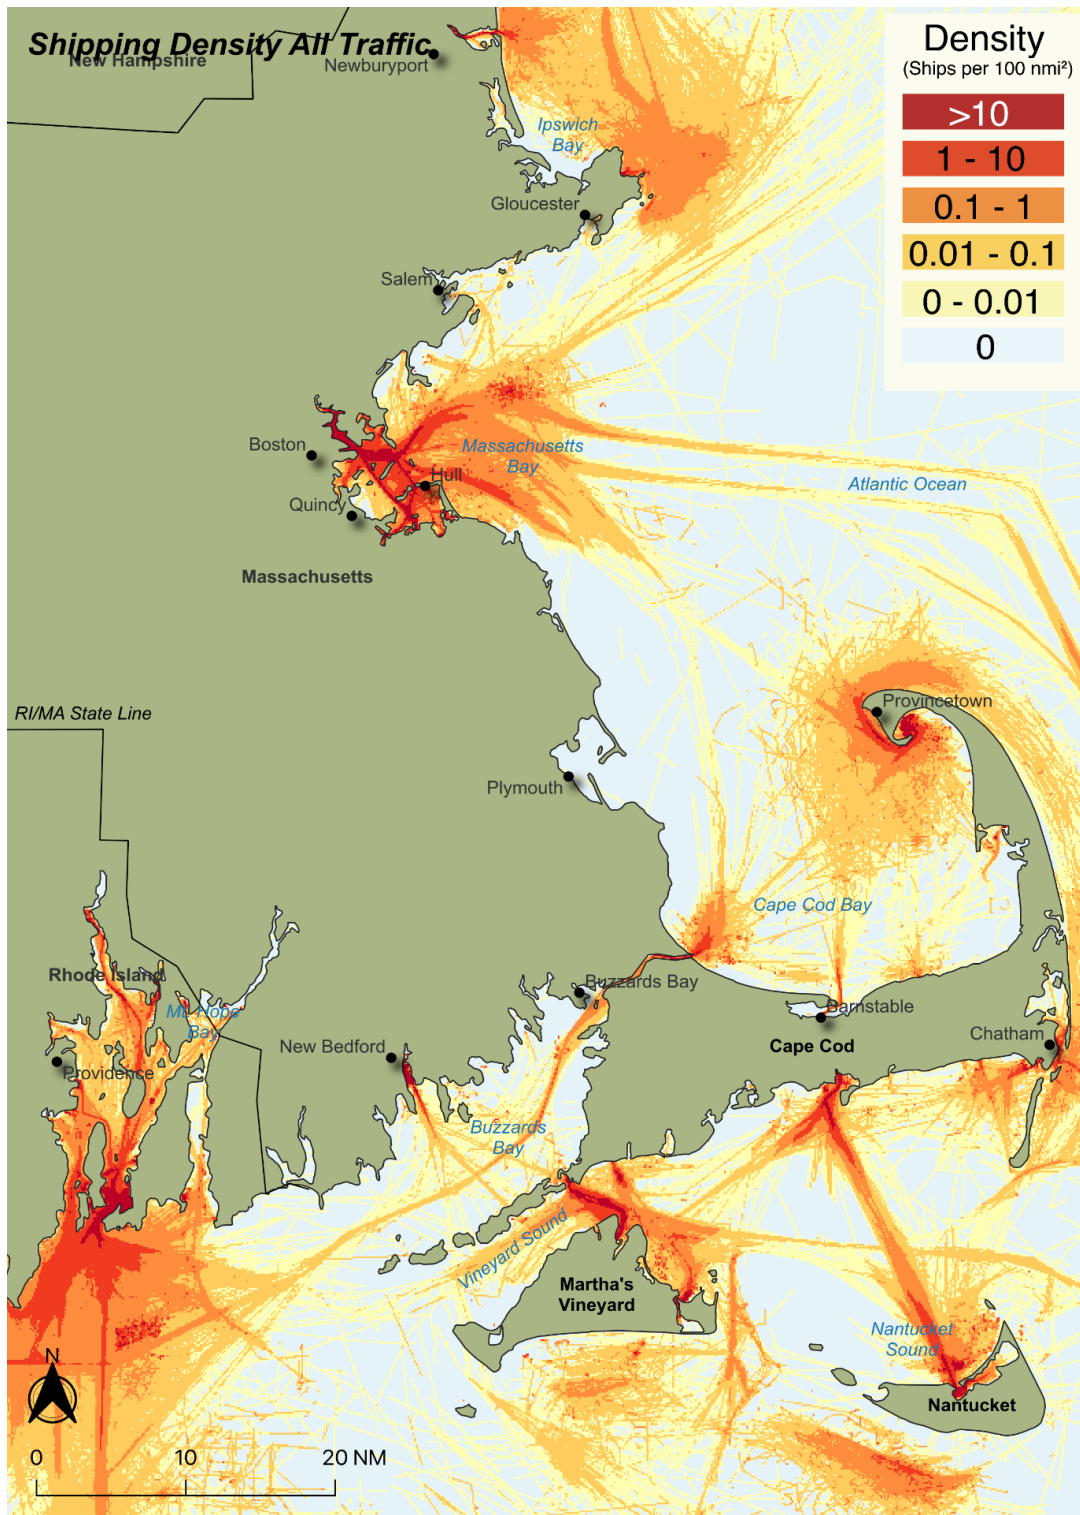 Shipping Density All Traffic
New Hampshire
Newburyport
Density
(Ships per 100 nmi²)
>10
1 - 10
0.1 - 1
0.01 - 0.1
0 - 0.01
0
Ipswich
Bay
Gloucester
Salem
Boston
Massachusetts
Bay
Hull
Atlantic Ocean
Quincy
Massachusetts
Provincetown
RI/MA State Line
Plymouth
Cape Cod Bay
Rhode Island
Buzzards Bay
Mt. Hope
Bay
Barnstable
Chatham
New Bedford
Cape Cod
Providence
Buzzards
Bay
Vineyard Sound
Martha's
Vineyard
Nantucket
Sound
Nantucket
N
0 10 20 NM